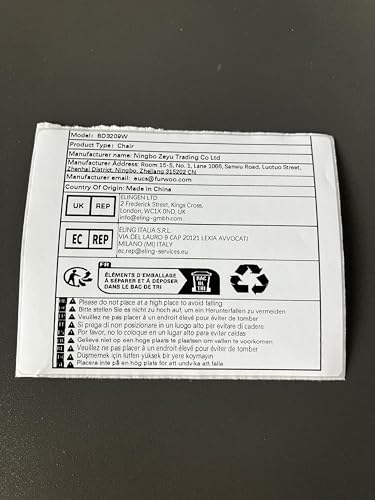 Model: BD3209W
Product Type: Chair
Manufacturer name: Ningbo Zeyu Trading Co Ltd
Manufacturer Address: Room 15-5, No. 1, Lane 1066, Sanwu Road, Luotuo Street,
Zhenhai District, Ningbo, Zhejiang 315202 CN
Manufacturer email: eucs@furwoo.com
Country Of Origin: Made in China
UK REP
ELINGEN LTD
2 Frederick Street, Kings Cross,
London, WC1X 0ND, UK
info@eling-gmbh.com
EC REP
ELING ITALIA S.R.L.
VIA DEL LAURO 9 CAP 20121 LEXIA AVVOCATI
MILANO (MI) ITALY
ec.rep@eling-services.eu
FR
ÉLÉMENTS D'EMBALLAGE
À SÉPARER ET À DÉPOSER
DANS LE BAC DE TRI
BAC
DE
TRI
Please do not place at a high place to avoid falling
Bitte stellen Sie es nicht zu hoch auf, um ein Herunterfallen zu vermeiden
Veuillez ne pas placer à un endroit élevé pour éviter de tomber
Si prega di non posizionare in un luogo alto per evitare di cadere
Por favor, no lo coloque en un lugar alto para evitar caídas
Gelieve niet op een hoge plaats te plaatsen om vallen te voorkomen
Veuillez ne pas placer à un endroit élevé pour éviter de tomber
Düşmemek için lütfen yüksek bir yere koymayın
Placera inte på en hög plats för att undvika att falla